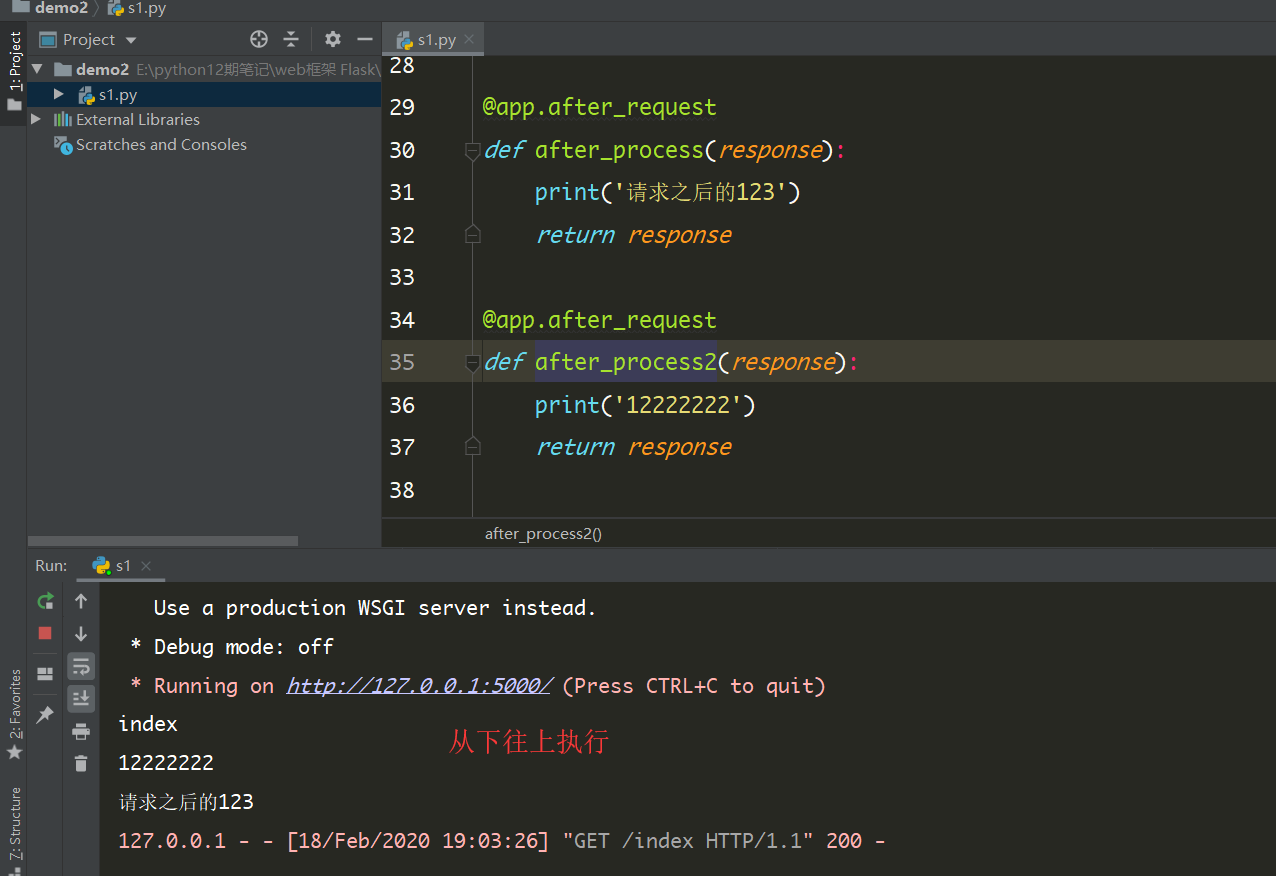 demo2 s1.py
Project
s1.py
1: Project
demo2 E:\python12期笔记\web框架 Flask\
s1.py
External Libraries
Scratches and Consoles
28
29 @app.after_request
30 def after_process(response):
31 print('请求之后的123')
32 return response
33
34 @app.after_request
35 def after_process2(response):
36 print('12222222')
37 return response
38
after_process2()
Run: s1
Use a production WSGI server instead.
* Debug mode: off
* Running on http://127.0.0.1:5000/ (Press CTRL+C to quit)
index
从下往上执行
12222222
请求之后的123
127.0.0.1 - - [18/Feb/2020 19:03:26] "GET /index HTTP/1.1" 200 -
2: Favorites
7: Structure